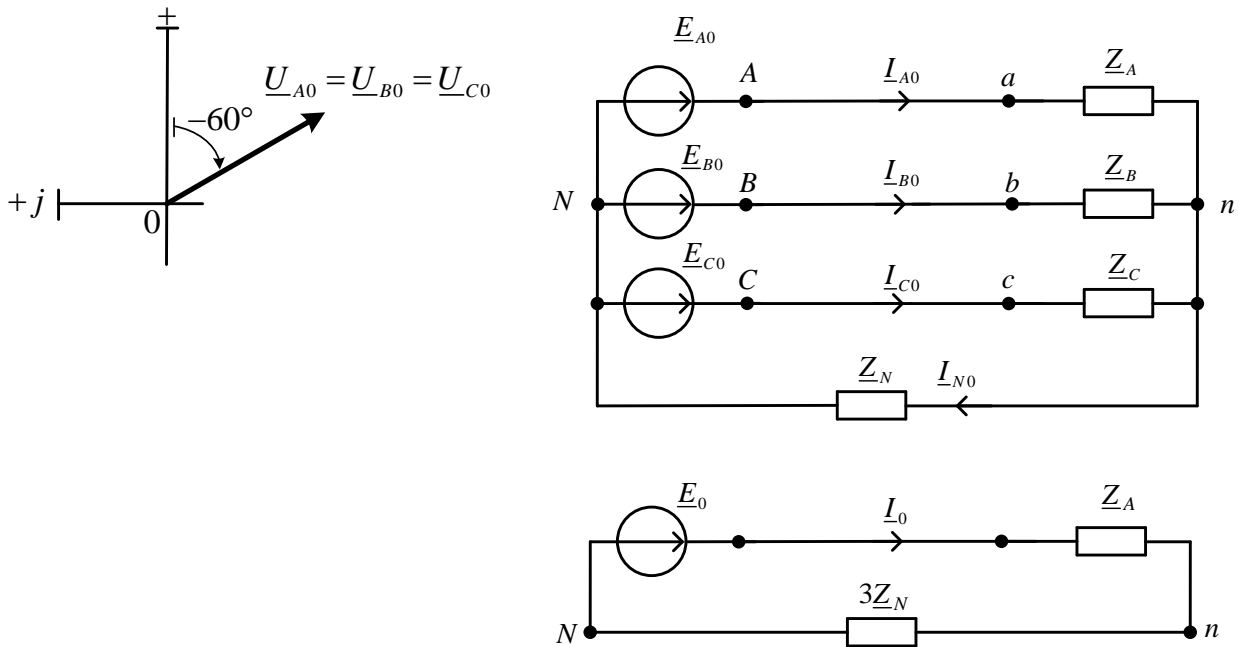 +
U_A0 = U_B0 = U_C0
−60°
+j
0
E_A0
A
I_A0
a
Z_A
E_B0
B
I_B0
b
Z_B
N
n
E_C0
C
I_C0
c
Z_C
Z_N
I_N0
E_0
I_0
Z_A
3Z_N
N
n